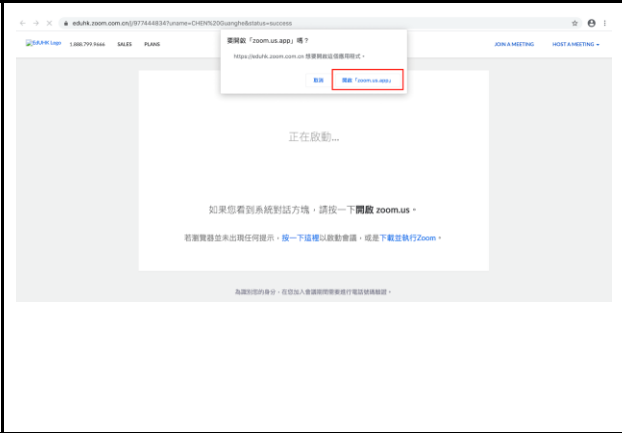 eduhk.zoom.com.cn/j/977444834?uname=CHEN%20Guanghe&status=success
要開啟「zoom.us.app」嗎？
https://eduhk.zoom.com.cn 想要開啟這個應用程式。
取消 開啟「zoom.us.app」
EdUHK Logo 1.888.799.9666 SALES PLANS JOIN A MEETING HOST A MEETING
正在啟動...
如果您看到系統對話方塊，請按一下開啟 zoom.us。
若瀏覽器並未出現任何提示，按一下這裡以啟動會議，或是下載並執行Zoom。
為識別您的身分，在您加入會議期間需要進行電話號碼驗證。